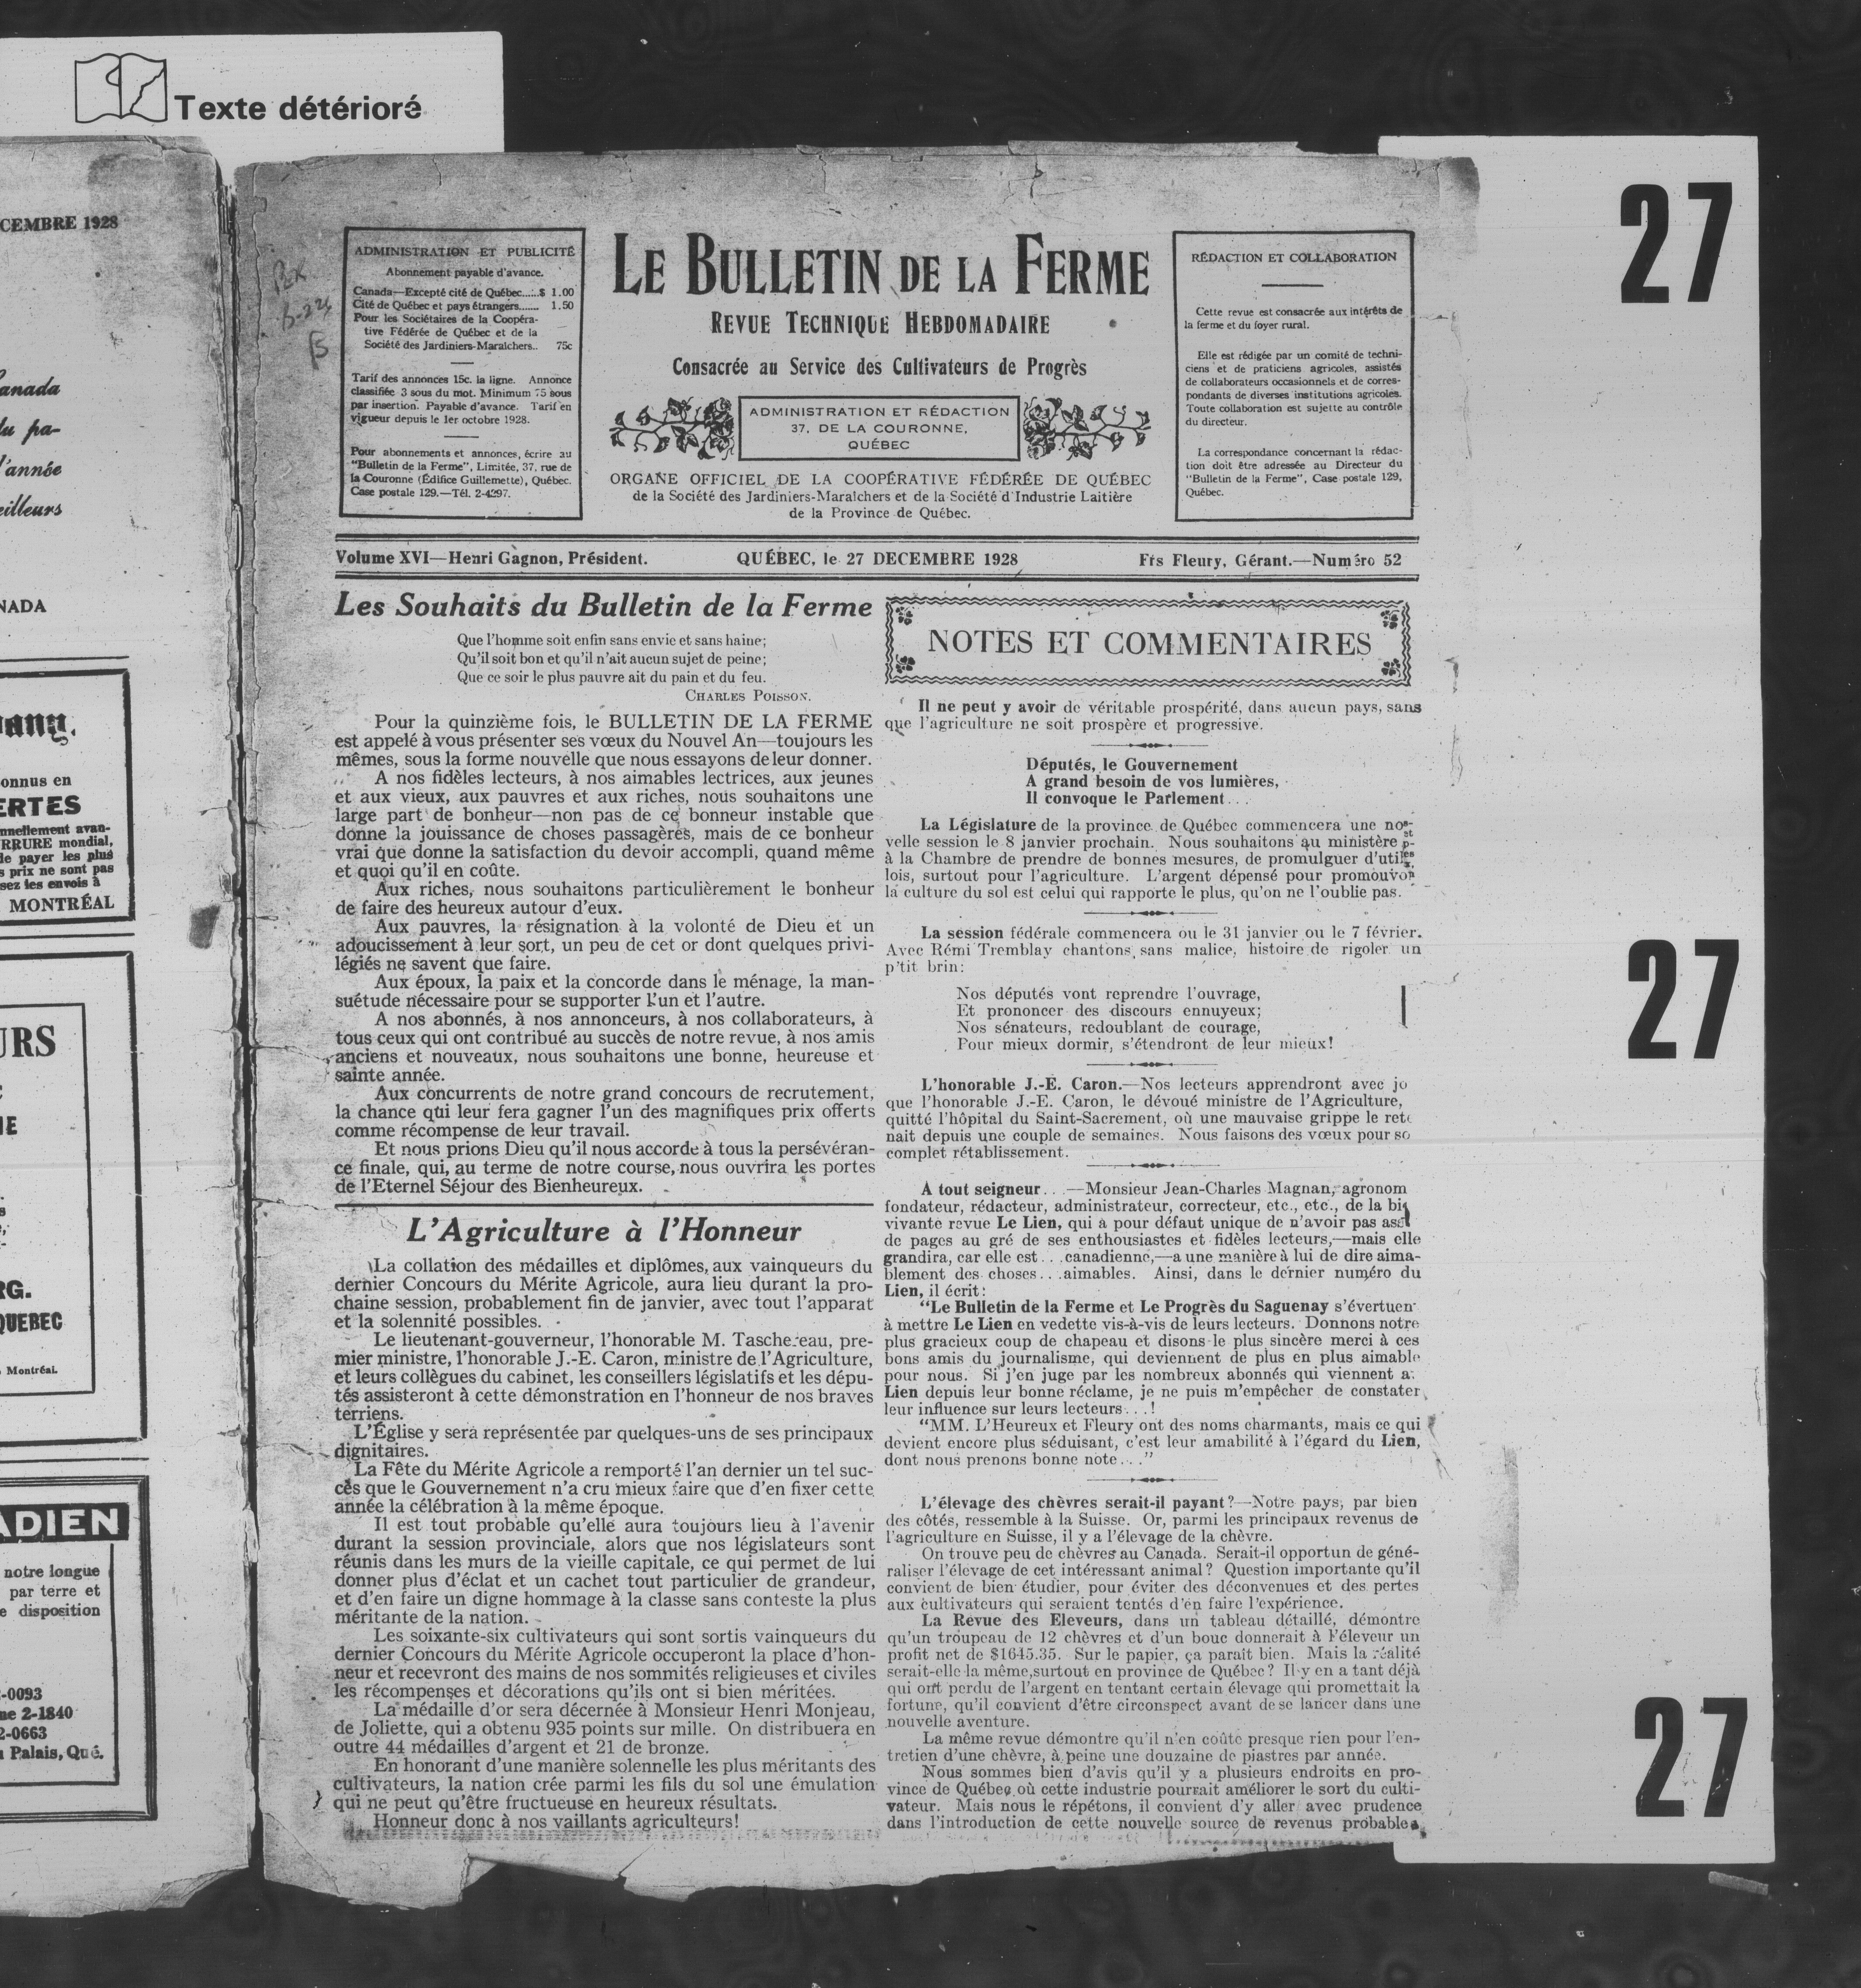 Texte détérioré
CEMBRE 1928
anada
du pa-
l'année
eilleurs
NADA
onnus en
ERTES
nnellement avan-
RRURE mondial,
de payer les plus
s prix ne sont pas
sez les envois à
MONTRÉAL
URS
RG.
QUEBEC
Montréal.
ADIEN
notre longue
par terre et
e disposition
-0093
ne 2-1840
2-0663
Palais, Qué.
ADMINISTRATION ET PUBLICITÉ
Abonnement payable d'avance.
Canada—Excepté cité de Québec.....$ 1.00
Cité de Québec et pays étrangers....... 1.50
Pour les Sociétaires de la Coopéra-
tive Fédérée de Québec et de la
Société des Jardiniers-Maraîchers.. 75c
Tarif des annonces 15c. la ligne. Annonce
classifiée 3 sous du mot. Minimum 75 sous
par insertion. Payable d'avance. Tarif en
vigueur depuis le 1er octobre 1928.
Pour abonnements et annonces, écrire au
"Bulletin de la Ferme", Limitée, 37, rue de
la Couronne (Édifice Guillemette), Québec.
Case postale 129.—Tél. 2-4297.
LE BULLETIN DE LA FERME
REVUE TECHNIQUE HEBDOMADAIRE
Consacrée au Service des Cultivateurs de Progrès
ADMINISTRATION ET RÉDACTION
37, DE LA COURONNE,
QUÉBEC
ORGANE OFFICIEL DE LA COOPÉRATIVE FÉDÉRÉE DE QUÉBEC
de la Société des Jardiniers-Maraîchers et de la Société d'Industrie Laitière
de la Province de Québec.
RÉDACTION ET COLLABORATION
Cette revue est consacrée aux intérêts de
la ferme et du foyer rural.
Elle est rédigée par un comité de techni-
ciens et de praticiens agricoles, assistés
de collaborateurs occasionnels et de corres-
pondants de diverses institutions agricoles.
Toute collaboration est sujette au contrôle
du directeur.
La correspondance concernant la rédac-
tion doit être adressée au Directeur du
"Bulletin de la Ferme", Case postale 129,
Québec.
Volume XVI—Henri Gagnon, Président. QUÉBEC, le 27 DECEMBRE 1928 Frs Fleury, Gérant.—Numéro 52
Les Souhaits du Bulletin de la Ferme
Que l'homme soit enfin sans envie et sans haine;
Qu'il soit bon et qu'il n'ait aucun sujet de peine;
Que ce soir le plus pauvre ait du pain et du feu.
CHARLES POISSON.
Pour la quinzième fois, le BULLETIN DE LA FERME
est appelé à vous présenter ses vœux du Nouvel An—toujours les
mêmes, sous la forme nouvelle que nous essayons de leur donner.
A nos fidèles lecteurs, à nos aimables lectrices, aux jeunes
et aux vieux, aux pauvres et aux riches, nous souhaitons une
large part de bonheur—non pas de ce bonneur instable que
donne la jouissance de choses passagères, mais de ce bonheur
vrai que donne la satisfaction du devoir accompli, quand même
et quoi qu'il en coûte.
Aux riches, nous souhaitons particulièrement le bonheur
de faire des heureux autour d'eux.
Aux pauvres, la résignation à la volonté de Dieu et un
adoucissement à leur sort, un peu de cet or dont quelques privi-
légiés ne savent que faire.
Aux époux, la paix et la concorde dans le ménage, la man-
suétude nécessaire pour se supporter l'un et l'autre.
A nos abonnés, à nos annonceurs, à nos collaborateurs, à
tous ceux qui ont contribué au succès de notre revue, à nos amis
anciens et nouveaux, nous souhaitons une bonne, heureuse et
sainte année.
Aux concurrents de notre grand concours de recrutement,
la chance qui leur fera gagner l'un des magnifiques prix offerts
comme récompense de leur travail.
Et nous prions Dieu qu'il nous accorde à tous la persévéran-
ce finale, qui, au terme de notre course, nous ouvrira les portes
de l'Eternel Séjour des Bienheureux.
L'Agriculture à l'Honneur
La collation des médailles et diplômes, aux vainqueurs du
dernier Concours du Mérite Agricole, aura lieu durant la pro-
chaine session, probablement fin de janvier, avec tout l'apparat
et la solennité possibles.
Le lieutenant-gouverneur, l'honorable M. Taschereau, pre-
mier ministre, l'honorable J.-E. Caron, ministre de l'Agriculture,
et leurs collègues du cabinet, les conseillers législatifs et les dépu-
tés assisteront à cette démonstration en l'honneur de nos braves
terriens.
L'Église y sera représentée par quelques-uns de ses principaux
dignitaires.
La Fête du Mérite Agricole a remporté l'an dernier un tel suc-
cès que le Gouvernement n'a cru mieux faire que d'en fixer cette
année la célébration à la même époque.
Il est tout probable qu'elle aura toujours lieu à l'avenir
durant la session provinciale, alors que nos législateurs sont
réunis dans les murs de la vieille capitale, ce qui permet de lui
donner plus d'éclat et un cachet tout particulier de grandeur,
et d'en faire un digne hommage à la classe sans conteste la plus
méritante de la nation.
Les soixante-six cultivateurs qui sont sortis vainqueurs du
dernier Concours du Mérite Agricole occuperont la place d'hon-
neur et recevront des mains de nos sommités religieuses et civiles
les récompenses et décorations qu'ils ont si bien méritées.
La médaille d'or sera décernée à Monsieur Henri Monjeau,
de Joliette, qui a obtenu 935 points sur mille. On distribuera en
outre 44 médailles d'argent et 21 de bronze.
En honorant d'une manière solennelle les plus méritants des
cultivateurs, la nation crée parmi les fils du sol une émulation
qui ne peut qu'être fructueuse en heureux résultats.
Honneur donc à nos vaillants agriculteurs!
NOTES ET COMMENTAIRES
Il ne peut y avoir de véritable prospérité, dans aucun pays, sans
que l'agriculture ne soit prospère et progressive.
Députés, le Gouvernement
A grand besoin de vos lumières,
Il convoque le Parlement...
La Législature de la province de Québec commencera une nou-
velle session le 8 janvier prochain. Nous souhaitons au ministère et
à la Chambre de prendre de bonnes mesures, de promulguer d'utiles
lois, surtout pour l'agriculture. L'argent dépensé pour promouvoir
la culture du sol est celui qui rapporte le plus, qu'on ne l'oublie pas.
La session fédérale commencera ou le 31 janvier ou le 7 février.
Avec Rémi Tremblay chantons, sans malice, histoire de rigoler un
p'tit brin:
Nos députés vont reprendre l'ouvrage,
Et prononcer des discours ennuyeux;
Nos sénateurs, redoublant de courage,
Pour mieux dormir, s'étendront de leur mieux!
L'honorable J.-E. Caron.—Nos lecteurs apprendront avec jo
que l'honorable J.-E. Caron, le dévoué ministre de l'Agriculture,
quitté l'hôpital du Saint-Sacrement, où une mauvaise grippe le rete
nait depuis une couple de semaines. Nous faisons des vœux pour so
complet rétablissement.
A tout seigneur...—Monsieur Jean-Charles Magnan, agronom
fondateur, rédacteur, administrateur, correcteur, etc., etc., de la bi
vivante revue Le Lien, qui a pour défaut unique de n'avoir pas ass
de pages au gré de ses enthousiastes et fidèles lecteurs,—mais elle
grandira, car elle est...canadienne,—a une manière à lui de dire aima-
blement des choses...aimables. Ainsi, dans le dernier numéro du
Lien, il écrit:
"Le Bulletin de la Ferme et Le Progrès du Saguenay s'évertuen
à mettre Le Lien en vedette vis-à-vis de leurs lecteurs. Donnons notre
plus gracieux coup de chapeau et disons le plus sincère merci à ces
bons amis du journalisme, qui deviennent de plus en plus aimable
pour nous. Si j'en juge par les nombreux abonnés qui viennent a
Lien depuis leur bonne réclame, je ne puis m'empêcher de constater
leur influence sur leurs lecteurs...!
"MM. L'Heureux et Fleury ont des noms charmants, mais ce qui
devient encore plus séduisant, c'est leur amabilité à l'égard du Lien,
dont nous prenons bonne note..."
L'élevage des chèvres serait-il payant?—Notre pays, par bien
des côtés, ressemble à la Suisse. Or, parmi les principaux revenus de
l'agriculture en Suisse, il y a l'élevage de la chèvre.
On trouve peu de chèvres au Canada. Serait-il opportun de géné-
raliser l'élevage de cet intéressant animal? Question importante qu'il
convient de bien étudier, pour éviter des déconvenues et des pertes
aux cultivateurs qui seraient tentés d'en faire l'expérience.
La Revue des Eleveurs, dans un tableau détaillé, démontre
qu'un troupeau de 12 chèvres et d'un bouc donnerait à l'éleveur un
profit net de $1645.35. Sur le papier, ça paraît bien. Mais la réalité
serait-elle la même, surtout en province de Québec? Il y en a tant déjà
qui ont perdu de l'argent en tentant certain élevage qui promettait la
fortune, qu'il convient d'être circonspect avant de se lancer dans une
nouvelle aventure.
La même revue démontre qu'il n'en coûte presque rien pour l'en-
tretien d'une chèvre, à peine une douzaine de piastres par année.
Nous sommes bien d'avis qu'il y a plusieurs endroits en pro-
vince de Québec où cette industrie pourrait améliorer le sort du culti-
vateur. Mais nous le répétons, il convient d'y aller avec prudence
dans l'introduction de cette nouvelle source de revenus probables
27
27
27